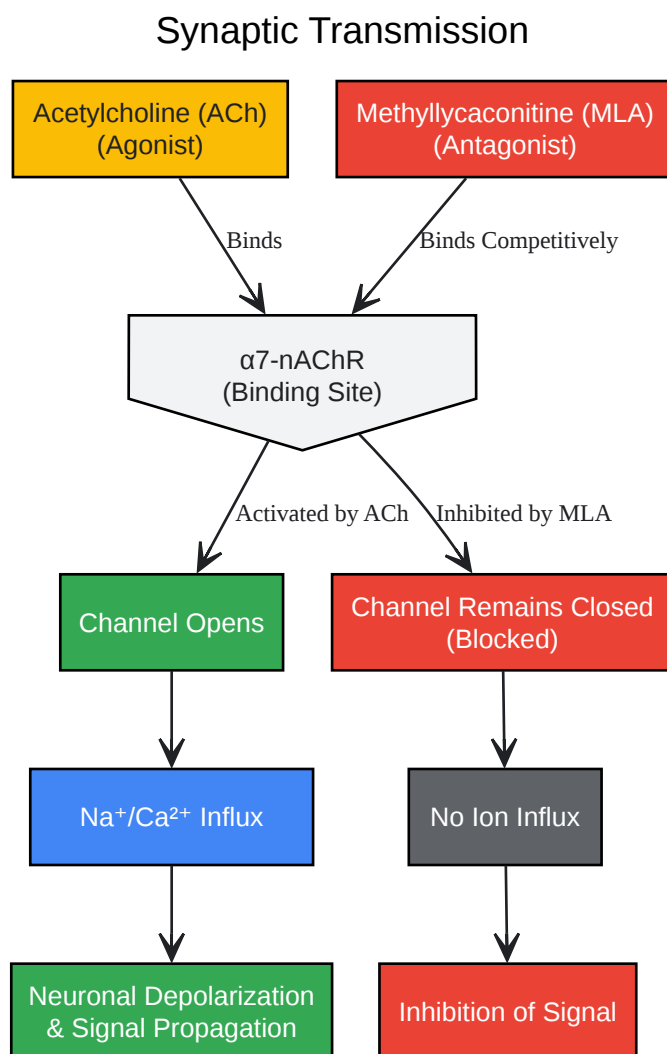 Synaptic Transmission
Acetylcholine (ACh)
(Agonist)
Methyllycaconitine (MLA)
(Antagonist)
Binds
Binds Competitively
α7-nAChR
(Binding Site)
Activated by ACh
Inhibited by MLA
Channel Opens
Channel Remains Closed
(Blocked)
Na⁺/Ca²⁺ Influx
No Ion Influx
Neuronal Depolarization
& Signal Propagation
Inhibition of Signal